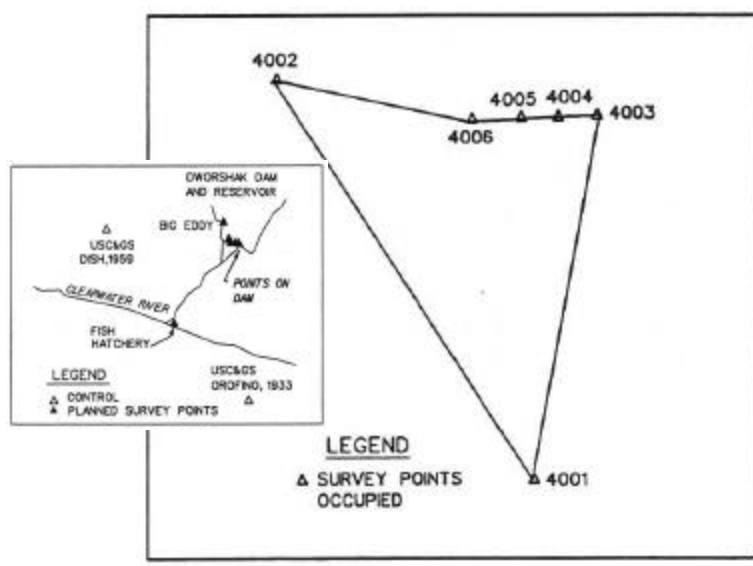 4002
4005
4004
4003
4006
DWORSHAK DAM
AND RESERVOIR
BIG EDDY
USC&GS
DISH, 1959
POINTS ON
DAM
CLEARWATER RIVER
FISH
HATCHERY
USC&GS
OROFINO, 1933
LEGEND
CONTROL
PLANNED SURVEY POINTS
LEGEND
SURVEY POINTS
OCCUPIED
4001